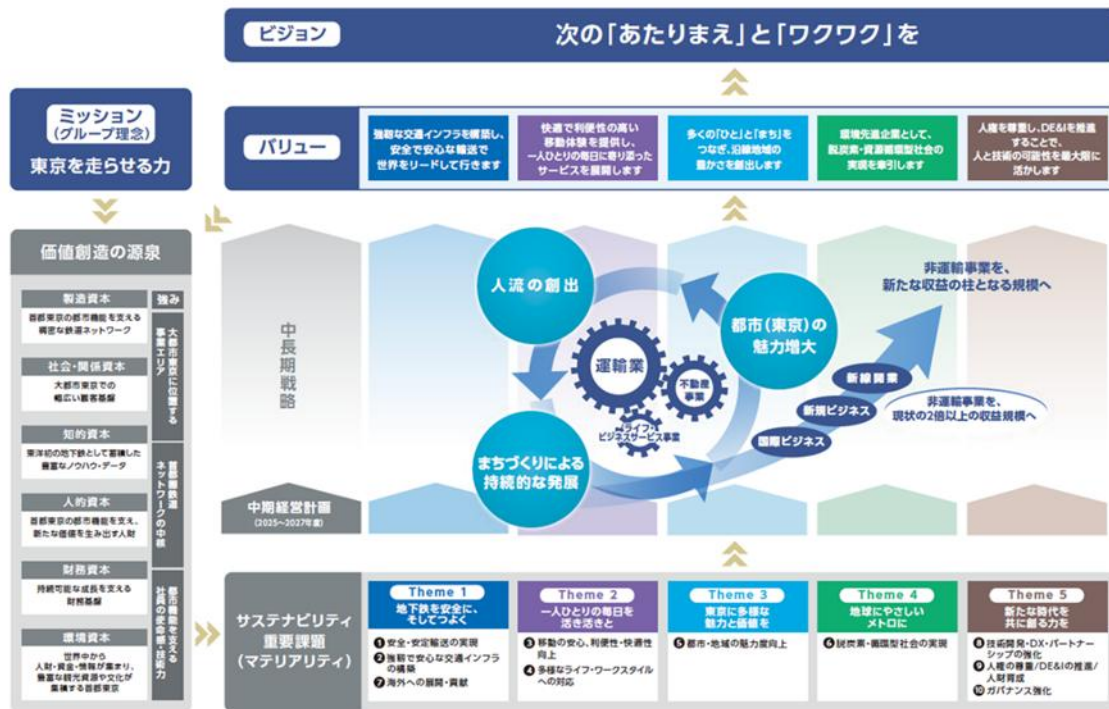 ビジョン
次の「あたりまえ」と「ワクワク」を
ミッション
(グループ理念)
東京を走らせる力
バリュー
強靭な交通インフラを構築し、
安全で安心な輸送で
世界をリードして行きます
快適で利便性の高い
移動体験を提供し、
一人ひとりの毎日に寄り添った
サービスを展開します
多くの「ひと」と「まち」を
つなぎ、沿線地域の
豊かさを創出します
環境先進企業として、
脱炭素・資源循環型社会の
実現を牽引します
人権を尊重し、DE&Iを推進
することで、
人と技術の可能性を最大限に
活かします
価値創造の源泉
製造資本
首都東京の都市機能を支える
稠密な鉄道ネットワーク
社会・関係資本
大都市東京での
幅広い顧客基盤
知的資本
東洋初の地下鉄として蓄積した
豊富なノウハウ・データ
人的資本
首都東京の都市機能を支え、
新たな価値を生み出す人財
財務資本
持続可能な成長を支える
財務基盤
環境資本
世界中から
人財・資金・情報が集まり、
豊富な観光資源や文化が
集積する首都東京
強み
大都市東京に位置する
事業エリア
首都圏鉄道
ネットワークの中核
都市機能を支える
社員の使命感・技術力
中長期戦略
人流の創出
都市(東京)の
魅力増大
まちづくりによる
持続的な発展
運輸業
不動産
事業
ライフ・
ビジネスサービス事業
非運輸事業を、
新たな収益の柱となる規模へ
新線開業
新規ビジネス
国際ビジネス
非運輸事業を、
現状の2倍以上の収益規模へ
中期経営計画
(2025~2027年度)
サステナビリティ
重要課題
(マテリアリティ)
Theme 1
地下鉄を安全に、
そしてつよく
❶安全・安定輸送の実現
❷強靭で安心な交通インフラ
の構築
❼海外への展開・貢献
Theme 2
一人ひとりの毎日を
活き活きと
❸移動の安心、利便性・快適性
向上
❹多様なライフ・ワークスタイル
への対応
Theme 3
東京に多様な
魅力と価値を
❺都市・地域の魅力度向上
Theme 4
地球にやさしい
メトロに
❻脱炭素・循環型社会の実現
Theme 5
新たな時代を
共に創る力を
❽技術開発・DX・パートナー
シップの強化
❾人権の尊重/DE&Iの推進/
人財育成
❿ガバナンス強化